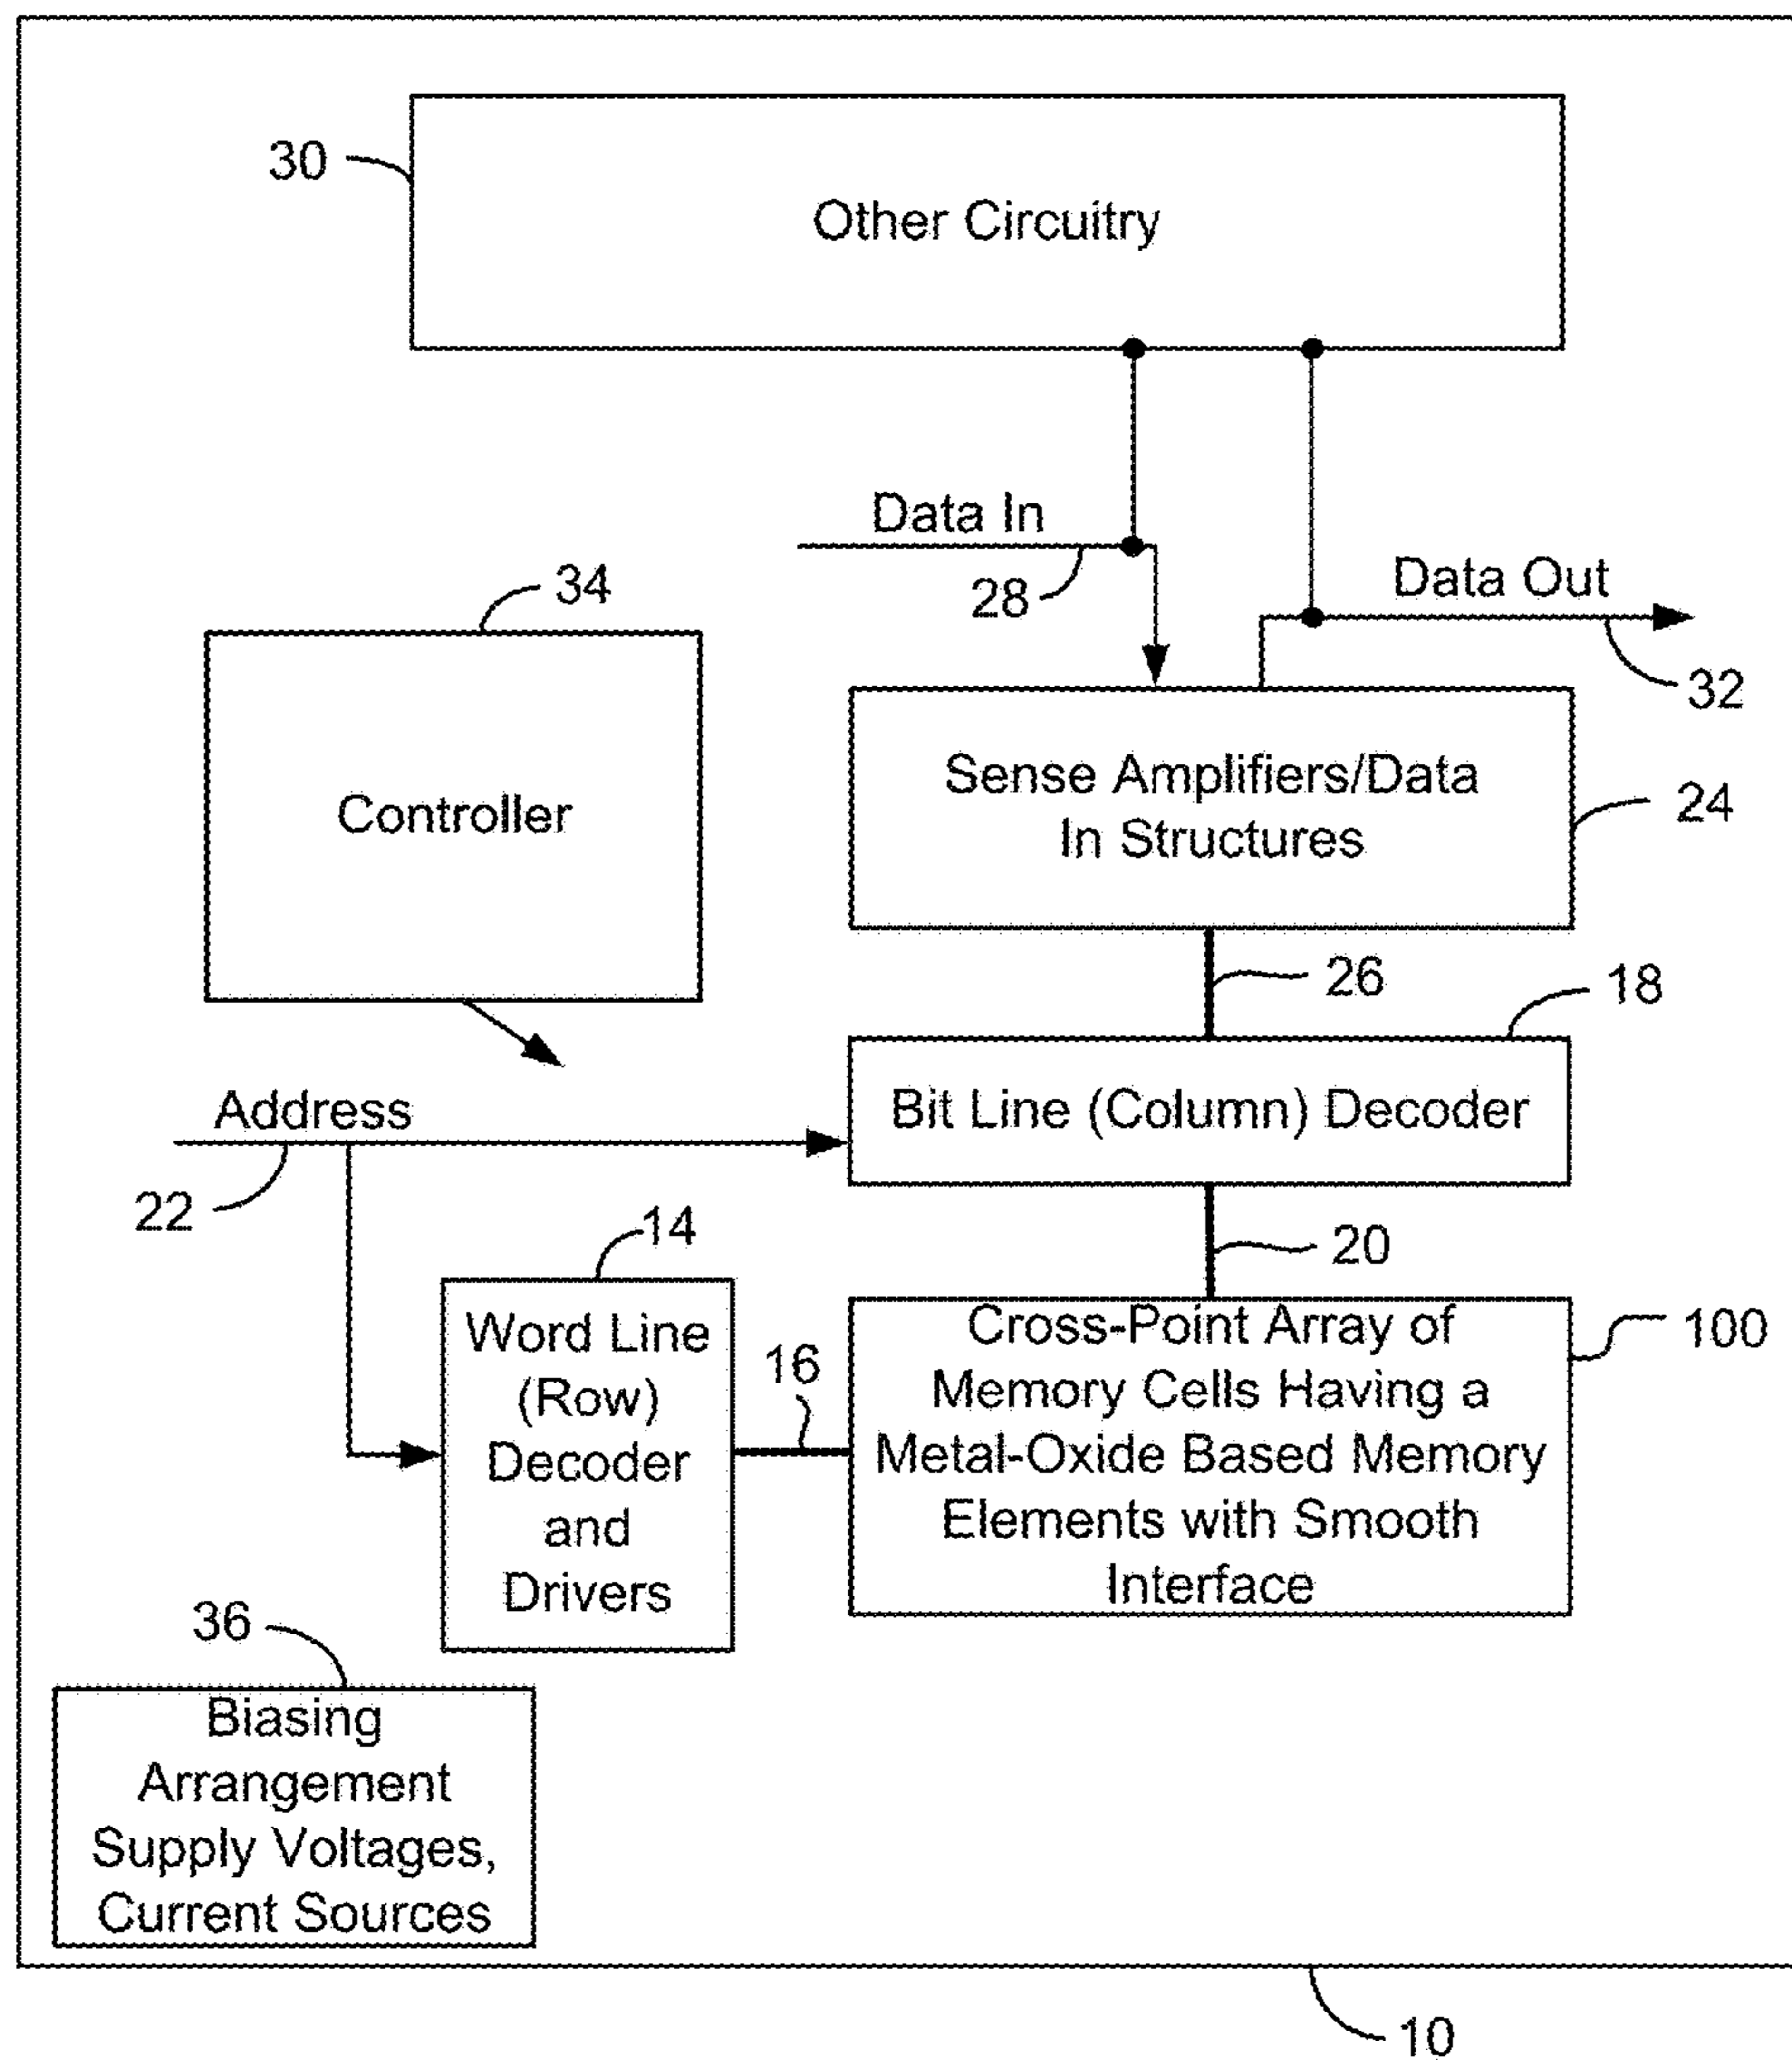 30
Other Circuitry
Data In
28
Data Out
32
34
Controller
Sense Amplifiers/Data
In Structures
24
26
18
Bit Line (Column) Decoder
Address
22
14
20
Word Line
(Row)
Decoder
and
Drivers
16
Cross-Point Array of
Memory Cells Having a
Metal-Oxide Based Memory
Elements with Smooth
Interface
100
36
Biasing
Arrangement
Supply Voltages,
Current Sources
10